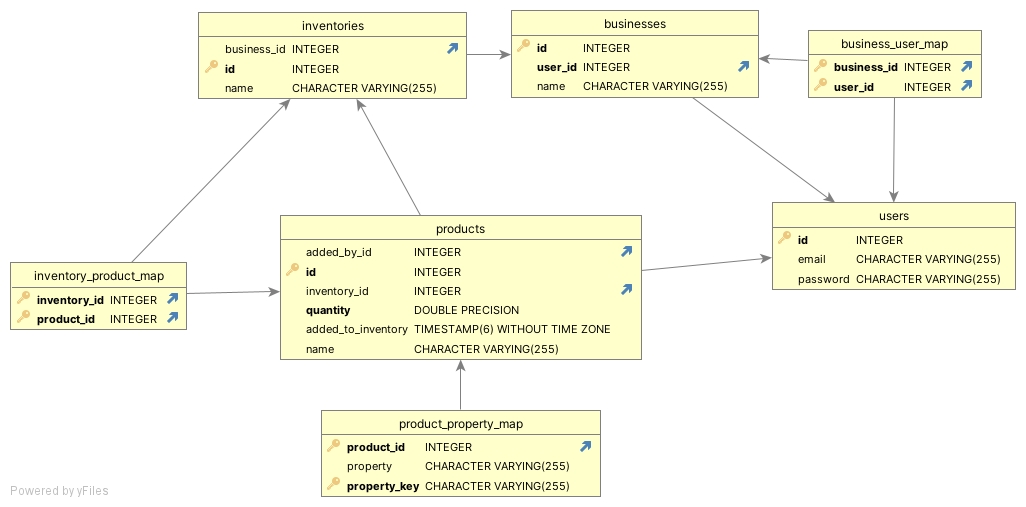 inventories
business_id INTEGER
id INTEGER
name CHARACTER VARYING(255)
businesses
id INTEGER
user_id INTEGER
name CHARACTER VARYING(255)
business_user_map
business_id INTEGER
user_id INTEGER
users
id INTEGER
email CHARACTER VARYING(255)
password CHARACTER VARYING(255)
products
added_by_id INTEGER
id INTEGER
inventory_id INTEGER
quantity DOUBLE PRECISION
added_to_inventory TIMESTAMP(6) WITHOUT TIME ZONE
name CHARACTER VARYING(255)
inventory_product_map
inventory_id INTEGER
product_id INTEGER
product_property_map
product_id INTEGER
property CHARACTER VARYING(255)
property_key CHARACTER VARYING(255)
Powered by yFiles